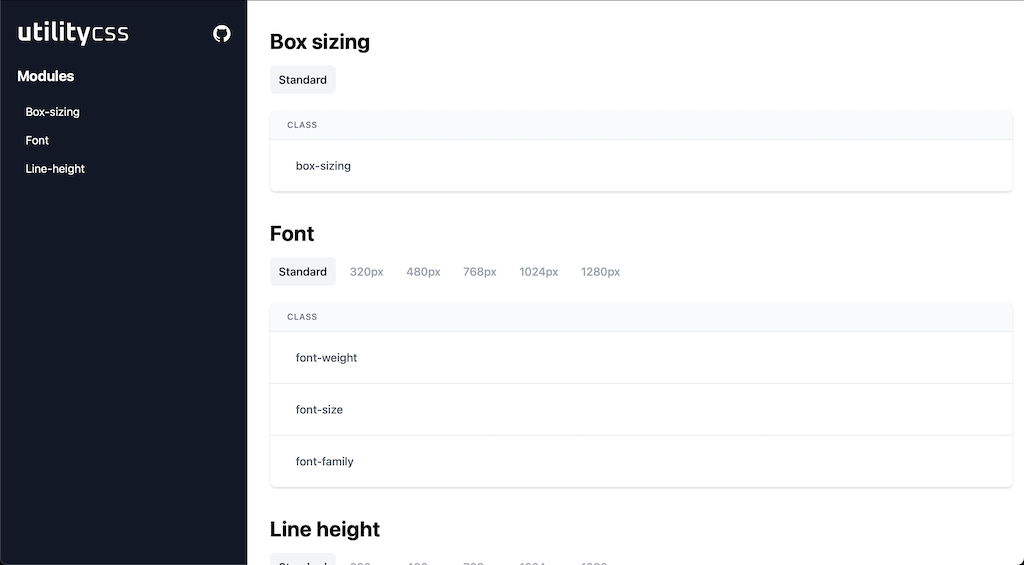 utilitycss
Modules
Box-sizing
Font
Line-height
Box sizing
Standard
CLASS
box-sizing
Font
Standard 320px 480px 768px 1024px 1280px
CLASS
font-weight
font-size
font-family
Line height